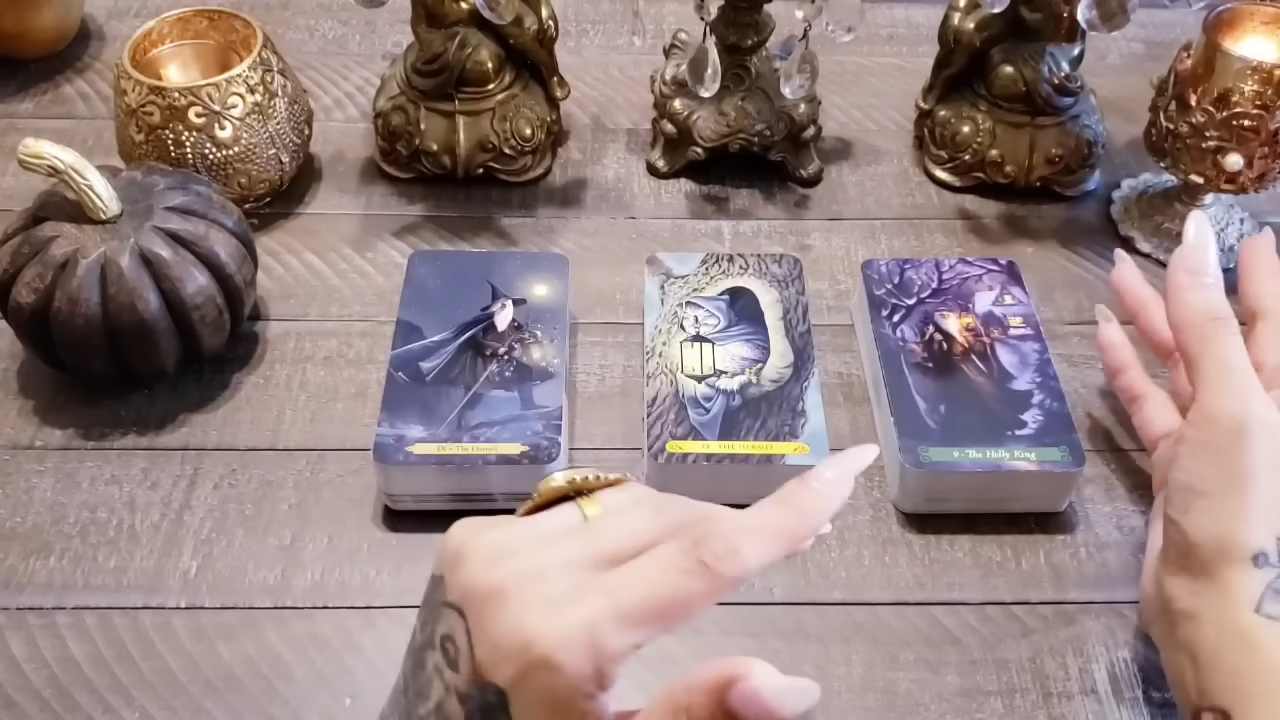 IX • The Hermit
IX • THE HERMIT
9 - The Holly King